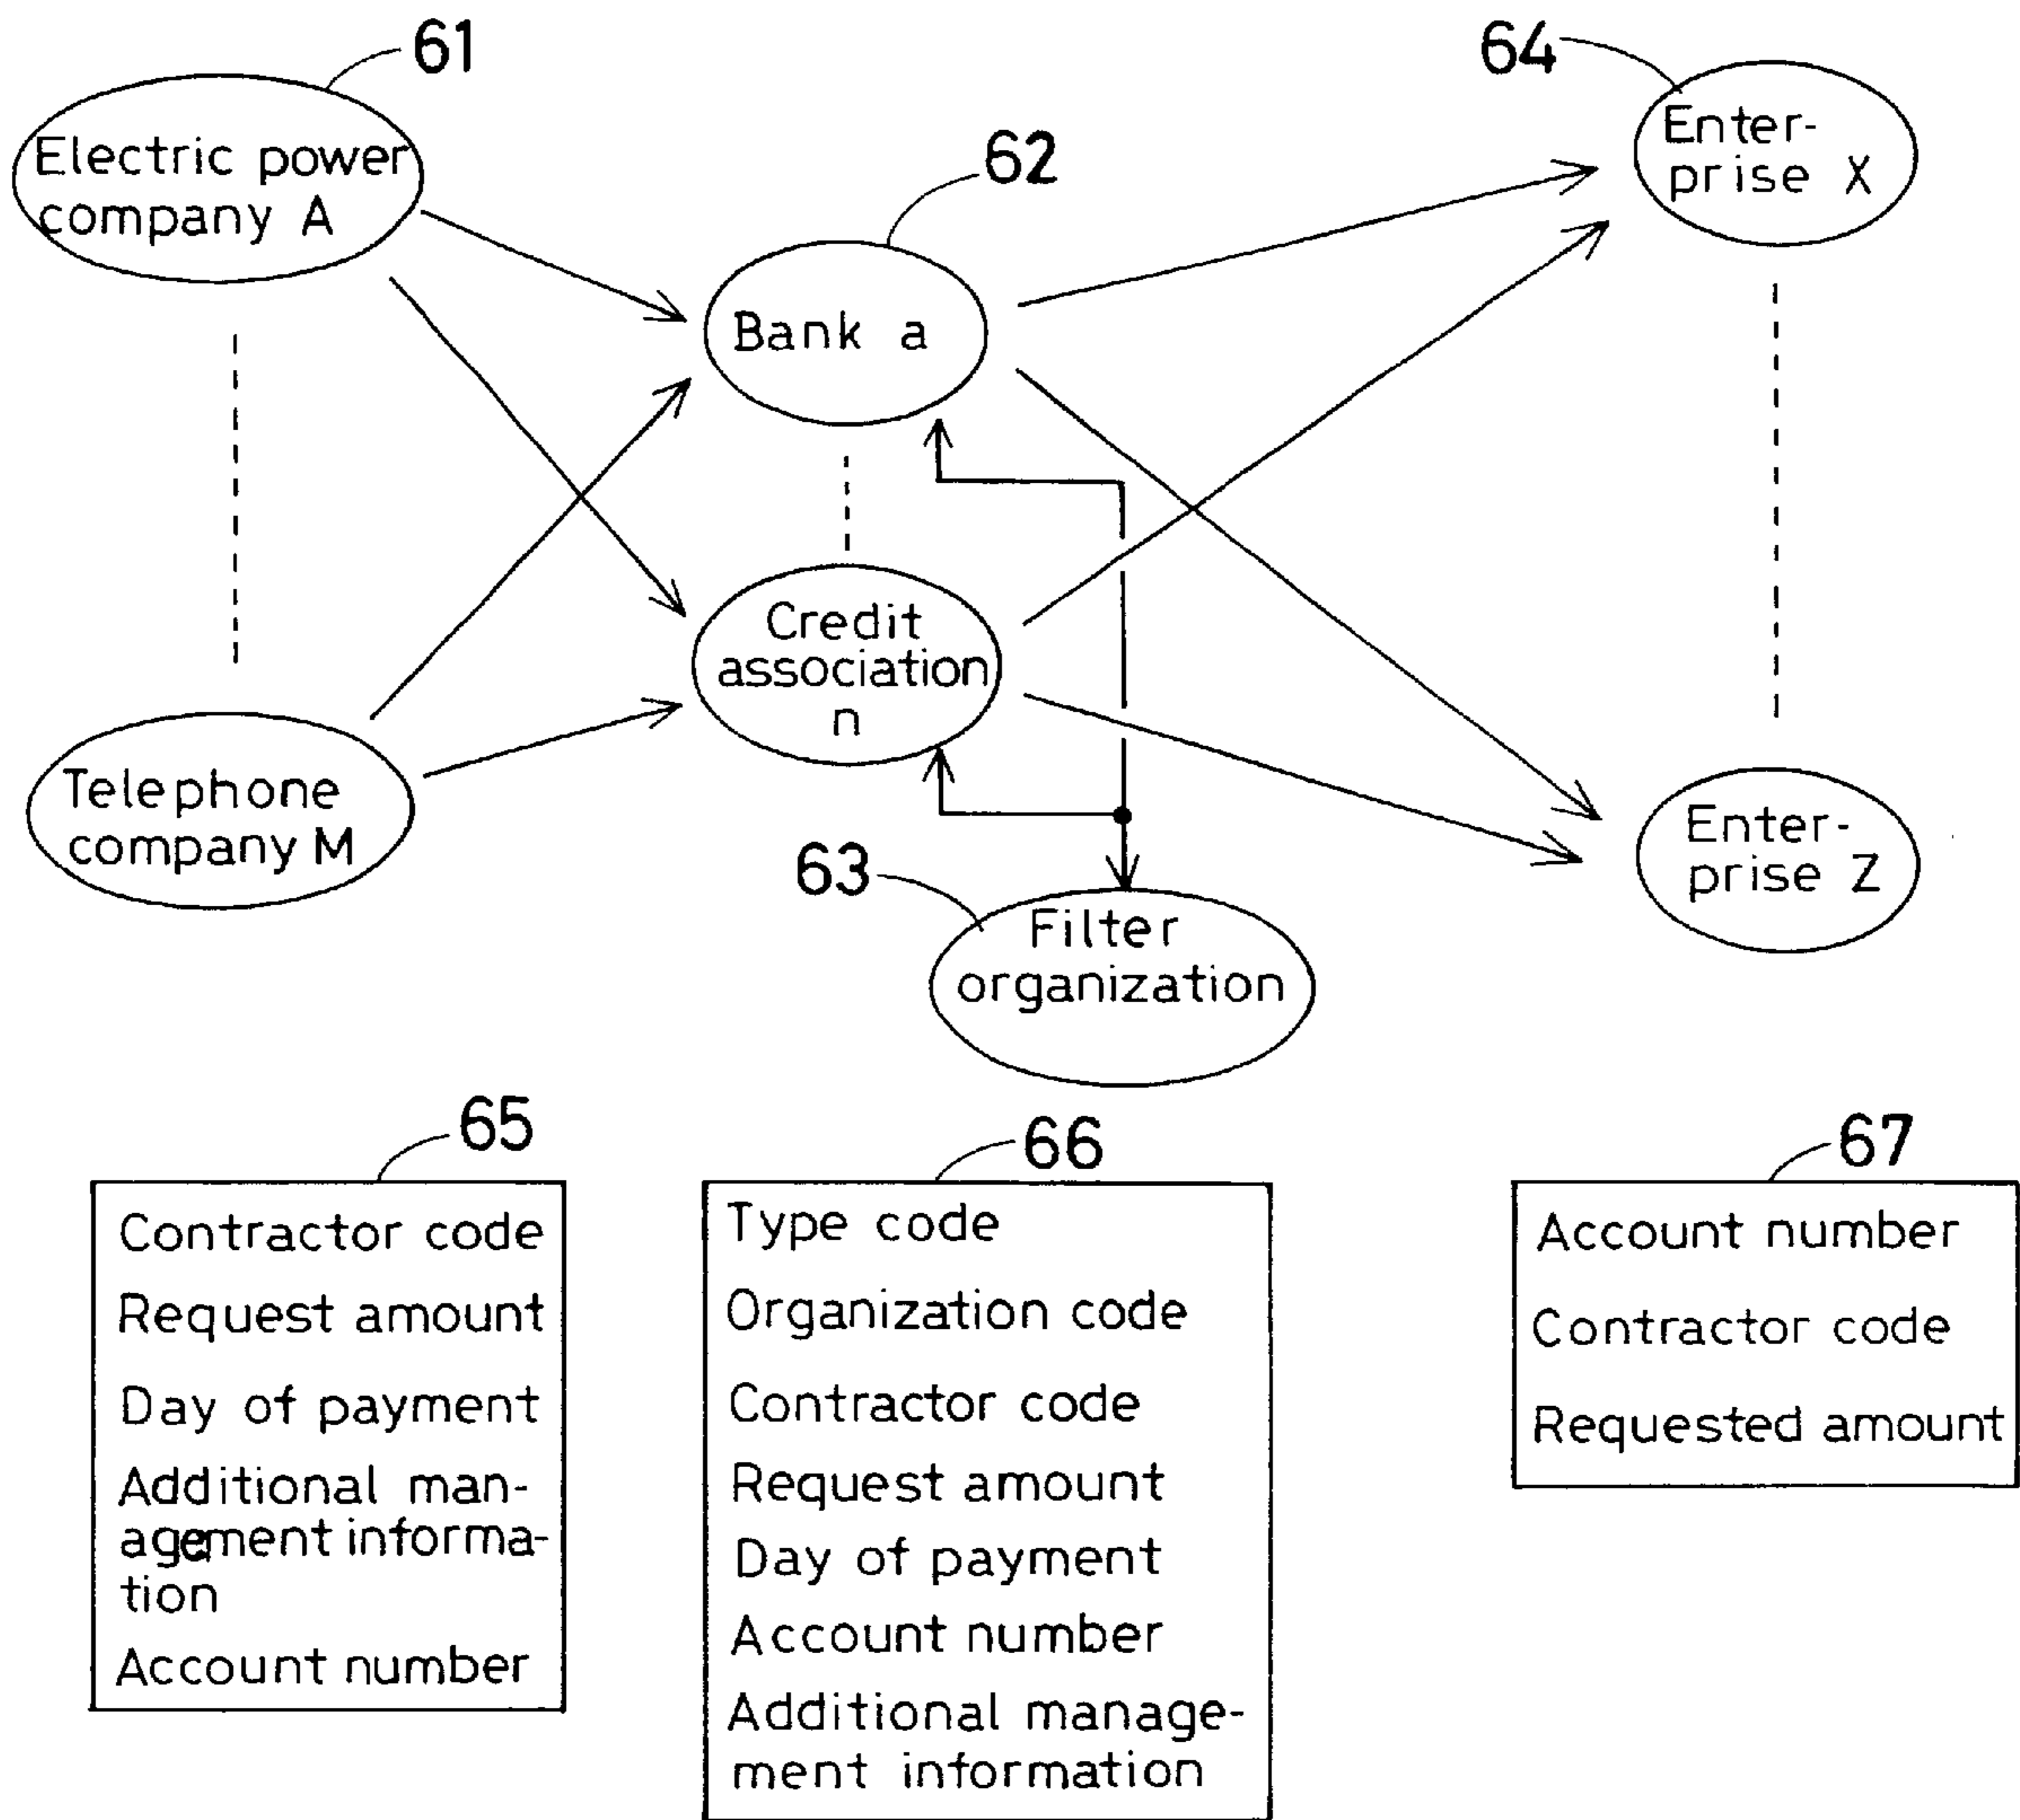 61
Electric power
company A
62
Bank a
64
Enter-
prise X
Credit
association
n
Telephone
company M
63
Filter
organization
Enter-
prise Z
65
Contractor code
Request amount
Day of payment
Additional man-
agement informa-
tion
Account number
66
Type code
Organization code
Contractor code
Request amount
Day of payment
Account number
Additional manage-
ment information
67
Account number
Contractor code
Requested amount